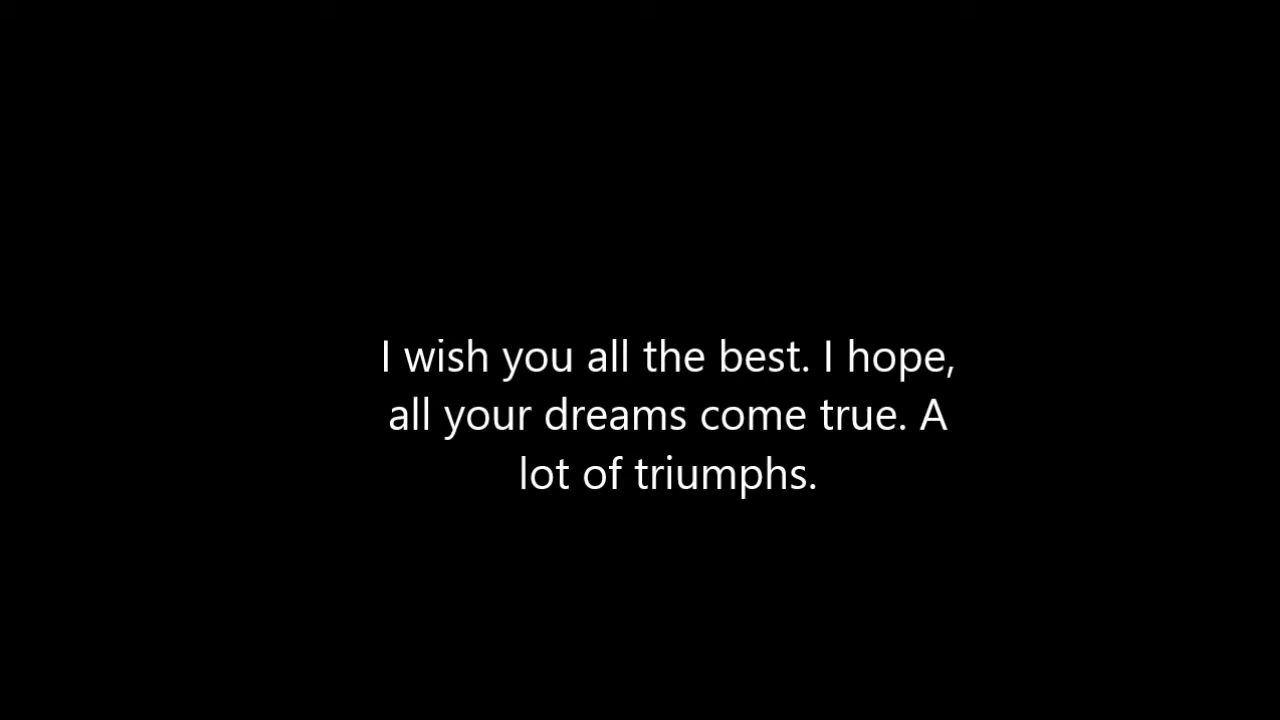 I wish you all the best. I hope,
all your dreams come true. A
lot of triumphs.